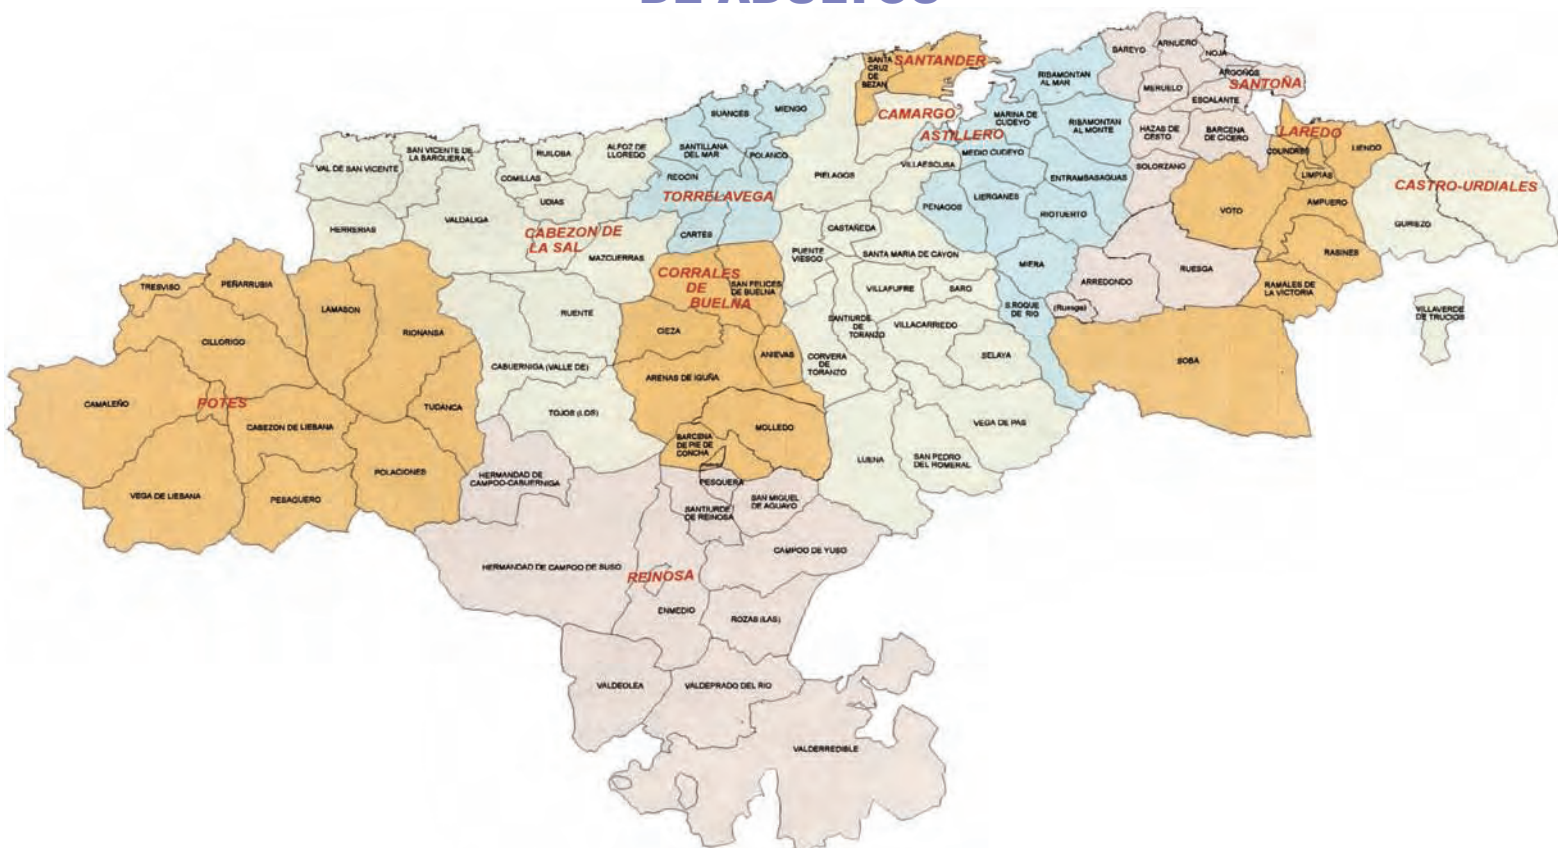 DE ADULTOS
SANTA
CRUZ
DE
BEZAN
SANTANDER
BAREYO
ARNUERO
NOJA
RIBAMONTAN
AL MAR
MERUELO
ARGOÑOS
SANTOÑA
ESCALANTE
SUANCES
MIENGO
CAMARGO
ASTILLERO
MARINA DE
CUDEYO
RIBAMONTAN
AL MONTE
HAZAS DE
CESTO
BARCENA
DE CICERO
LAREDO
COLINDRES
LIENDO
VAL DE SAN VICENTE
SAN VICENTE DE
LA BARQUERA
RUILOBA
COMILLAS
ALFOZ DE
LLOREDO
SANTILLANA
DEL MAR
POLANCO
REOCIN
PIELAGOS
VILLAESCUSA
MEDIO CUDEYO
ENTRAMBASAGUAS
SOLORZANO
LIMPIAS
CASTRO-URDIALES
UDIAS
TORRELAVEGA
PENAGOS
LIERGANES
RIOTUERTO
VOTO
AMPUERO
GURIEZO
HERRERIAS
VALDALIGA
CABEZON DE
LA SAL
MAZCUERRAS
CARTES
CASTAÑEDA
PUENTE
VIESGO
SANTA MARIA DE CAYON
MIERA
ARREDONDO
RUESGA
RASINES
RAMALES DE
LA VICTORIA
TRESVISO
PEÑARRUBIA
LAMASON
RIONANSA
CORRALES
DE
BUELNA
SAN FELICES
DE BUELNA
VILLAFUFRE
SARO
S.ROQUE
DE RIO
(Ruesga)
VILLAVERDE
DE TRUCIOS
CILLORIGO
RUENTE
CIEZA
ANIEVAS
SANTIURDE
DE
TORANZO
VILLACARRIEDO
SELAYA
SOBA
CABUERNIGA (VALLE DE)
ARENAS DE IGUÑA
CORVERA
DE
TORANZO
CAMALEÑO
POTES
CABEZON DE LIEBANA
TUDANCA
TOJOS (LOS)
MOLLEDO
VEGA DE PAS
BARCENA
DE PIE DE
CONCHA
LUENA
SAN PEDRO
DEL ROMERAL
VEGA DE LIEBANA
PESAQUERO
POLACIONES
HERMANDAD DE
CAMPOO-CABUERNIGA
PESQUERA
SANTIURDE
DE REINOSA
SAN MIGUEL
DE AGUAYO
HERMANDAD DE CAMPOO DE SUSO
REINOSA
CAMPOO DE YUSO
ENMEDIO
ROZAS (LAS)
VALDEOLEA
VALDEPRADO DEL RIO
VALDERREDIBLE